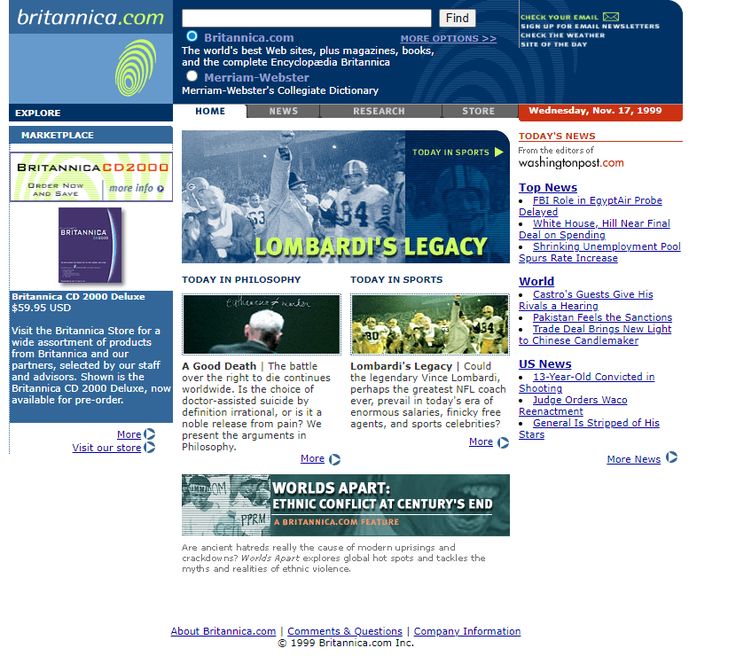 britannica.com
Find
Britannica.com
MORE OPTIONS >>
The world's best Web sites, plus magazines, books,
and the complete Encyclopædia Britannica
Merriam-Webster
Merriam-Webster's Collegiate Dictionary
CHECK YOUR EMAIL
SIGN UP FOR EMAIL NEWSLETTERS
CHECK THE WEATHER
SITE OF THE DAY
EXPLORE
HOME
NEWS
RESEARCH
STORE
Wednesday, Nov. 17, 1999
MARKETPLACE
BRITANNICACD2000
ORDER NOW
AND SAVE
more info
BRITANNICA
Britannica CD 2000 Deluxe
$59.95 USD
Visit the Britannica Store for a
wide assortment of products
from Britannica and our
partners, selected by our staff
and advisors. Shown is the
Britannica CD 2000 Deluxe, now
available for pre-order.
More
Visit our store
TODAY IN SPORTS
84
LOMBARDI'S LEGACY
TODAY IN PHILOSOPHY
A Good Death | The battle
over the right to die continues
worldwide. Is the choice of
doctor-assisted suicide by
definition irrational, or is it a
noble release from pain? We
present the arguments in
Philosophy.
More
TODAY IN SPORTS
Lombardi's Legacy | Could
the legendary Vince Lombardi,
perhaps the greatest NFL coach
ever, prevail in today's era of
enormous salaries, finicky free
agents, and sports celebrities?
More
WORLDS APART:
ETHNIC CONFLICT AT CENTURY'S END
A BRITANNICA.COM FEATURE
PPRM
Are ancient hatreds really the cause of modern uprisings and
crackdowns? Worlds Apart explores global hot spots and tackles the
myths and realities of ethnic violence.
TODAY'S NEWS
From the editors of
washingtonpost.com
Top News
• FBI Role in EgyptAir Probe
Delayed
• White House, Hill Near Final
Deal on Spending
• Shrinking Unemployment Pool
Spurs Rate Increase
World
• Castro's Guests Give His
Rivals a Hearing
• Pakistan Feels the Sanctions
• Trade Deal Brings New Light
to Chinese Candlemaker
US News
• 13-Year-Old Convicted in
Shooting
• Judge Orders Waco
Reenactment
• General Is Stripped of His
Stars
More News
About Britannica.com | Comments & Questions | Company Information
© 1999 Britannica.com Inc.